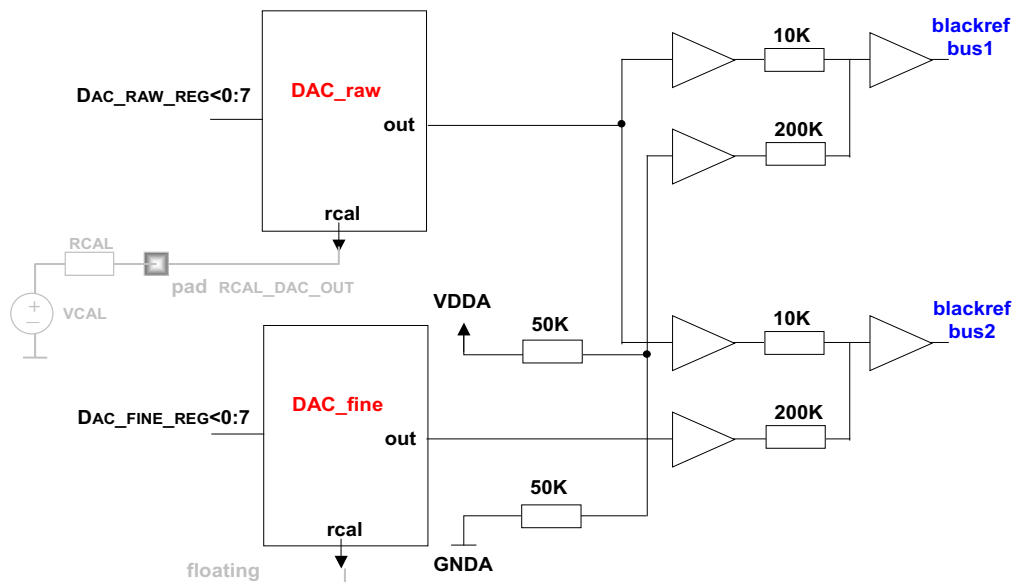 blackref
bus1
10K
DAC_RAW_REG<0:7
DAC_raw
out
200K
rcal
RCAL
pad RCAL_DAC_OUT
VCAL
VDDA
50K
blackref
bus2
10K
DAC_FINE_REG<0:7
DAC_fine
out
200K
50K
rcal
GNDA
floating